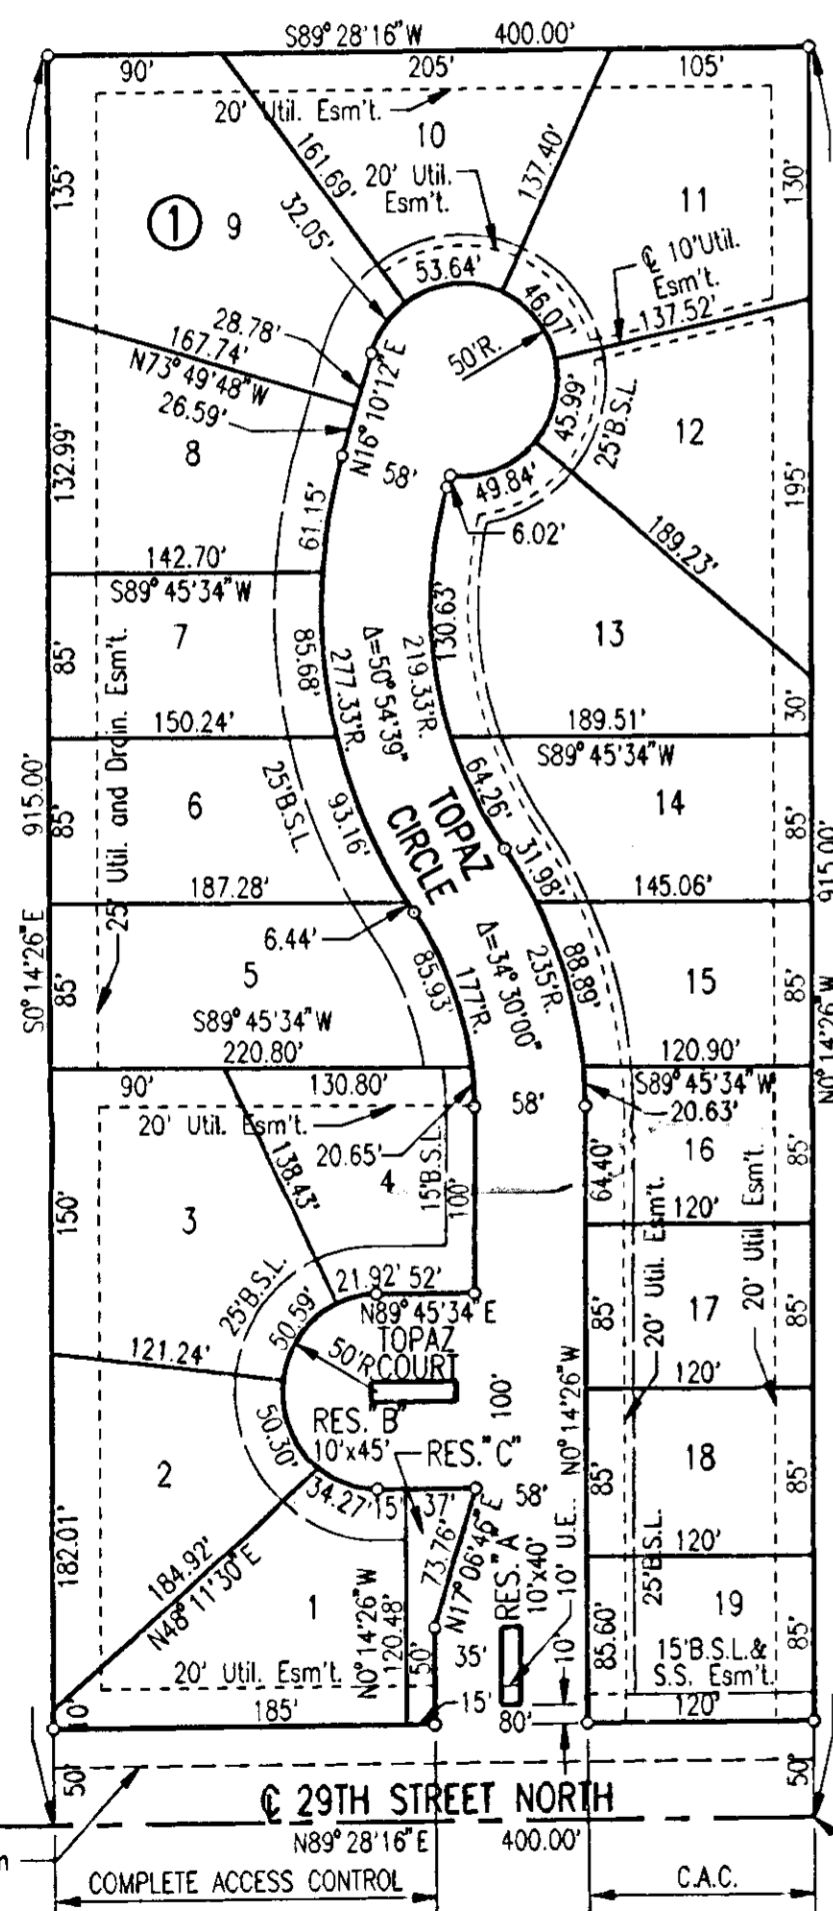 S89°28'16"W 400.00'
90' 205' 105'
20' Util. Esm't.
10
161.69'
137.40'
135'
130'
20' Util.
Esm't.
11
1
9
32.05'
53.64'
℄ 10'Util.
Esm't.
46.07'
137.52'
28.78'
167.74'
N73°49'48"W
26.59'
N16°10'12"E
50'R.
45.99'
25'B.S.L.
12
8
132.99'
58'
49.84'
195'
6.02'
189.23'
61.15'
142.70'
S89°45'34"W
7
85'
85.68'
277.33'R.
Δ=50°54'39"
219.33'R.
130.63'
13
30'
150.24'
189.51'
S89°45'34"W
25' Util. and Drain. Esm't.
915.00'
S0°14'26"E
6
85'
25'B.S.L.
93.16'
TOPAZ
CIRCLE
64.26'
14
85'
915.00'
N0°14'26"W
31.98'
187.28'
145.06'
6.44'
5
85'
85.93'
177'R.
Δ=34°30'00"
235'R.
88.89'
15
85'
S89°45'34"W
220.80'
120.90'
S89°45'34"W
90' 130.80'
58'
20.63'
20' Util. Esm't.
20.65'
138.43'
4
15'B.S.L.
100'
64.40'
16
85'
120'
3
150'
20' Util. Esm't.
20' Util Esm't.
25'B.S.L.
21.92' 52'
N89°45'34"E
50.59'
TOPAZ
COURT
50'R.
17
85'
85'
120'
121.24'
RES."B"
10'x45'
100'
N0°14'26"W
RES."C"
50.30'
2
18
85'
85'
34.27'
15'
37'
58'
120'
182.01'
184.92'
N48°11'30"E
73.76'
N17°06'46"E
RES."A"
10'x40'
10' U.E.
25'B.S.L.
1
N0°14'26"W
120.48'
50'
35'
10'
85.60'
19
85'
15'B.S.L.&
S.S. Esm't.
20' Util. Esm't.
10'
185'
15'
80'
120'
50'
50'
℄ 29TH STREET NORTH
N89°28'16"E 400.00'
n
COMPLETE ACCESS CONTROL
C.A.C.